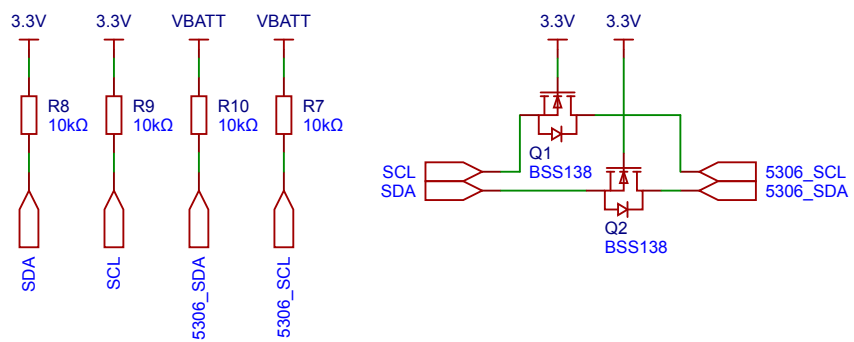 3.3V
3.3V
VBATT
VBATT
R8
10kΩ
R9
10kΩ
R10
10kΩ
R7
10kΩ
SDA
SCL
5306_SDA
5306_SCL
3.3V
3.3V
Q1
BSS138
SCL
SDA
5306_SCL
5306_SDA
Q2
BSS138